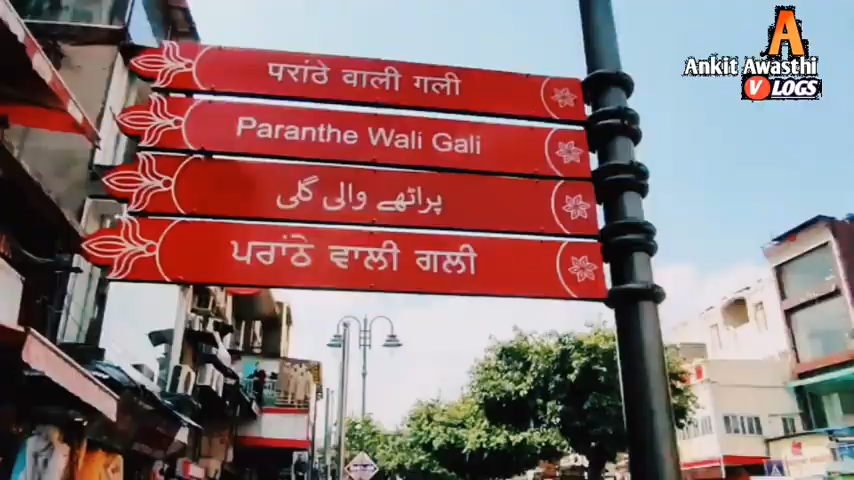 परांठे वाली गली
Paranthe Wali Gali
پراٹھے والی گلی
ਪਰਾਂਠੇ ਵਾਲੀ ਗਲੀ
A
Ankit Awasthi
VLOGS